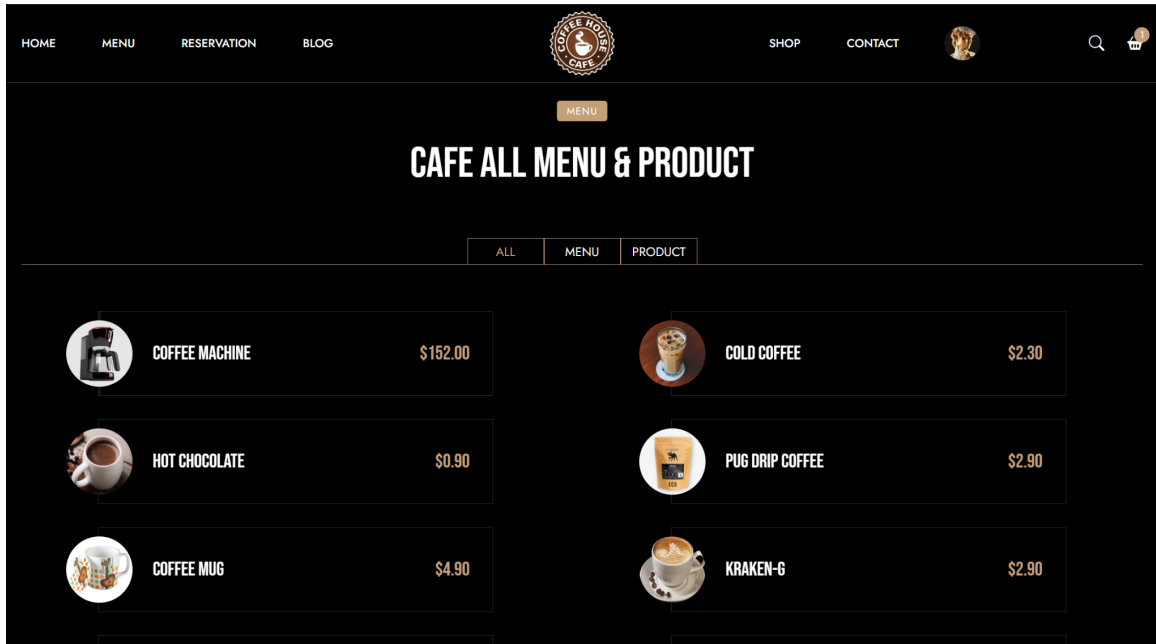 HOME MENU RESERVATION BLOG COFFEE HOUSE CAFE SHOP CONTACT 1
MENU
CAFE ALL MENU & PRODUCT
ALL MENU PRODUCT
COFFEE MACHINE $152.00
COLD COFFEE $2.30
HOT CHOCOLATE $0.90
PUG DRIP COFFEE $2.90
COFFEE MUG $4.90
KRAKEN-G $2.90